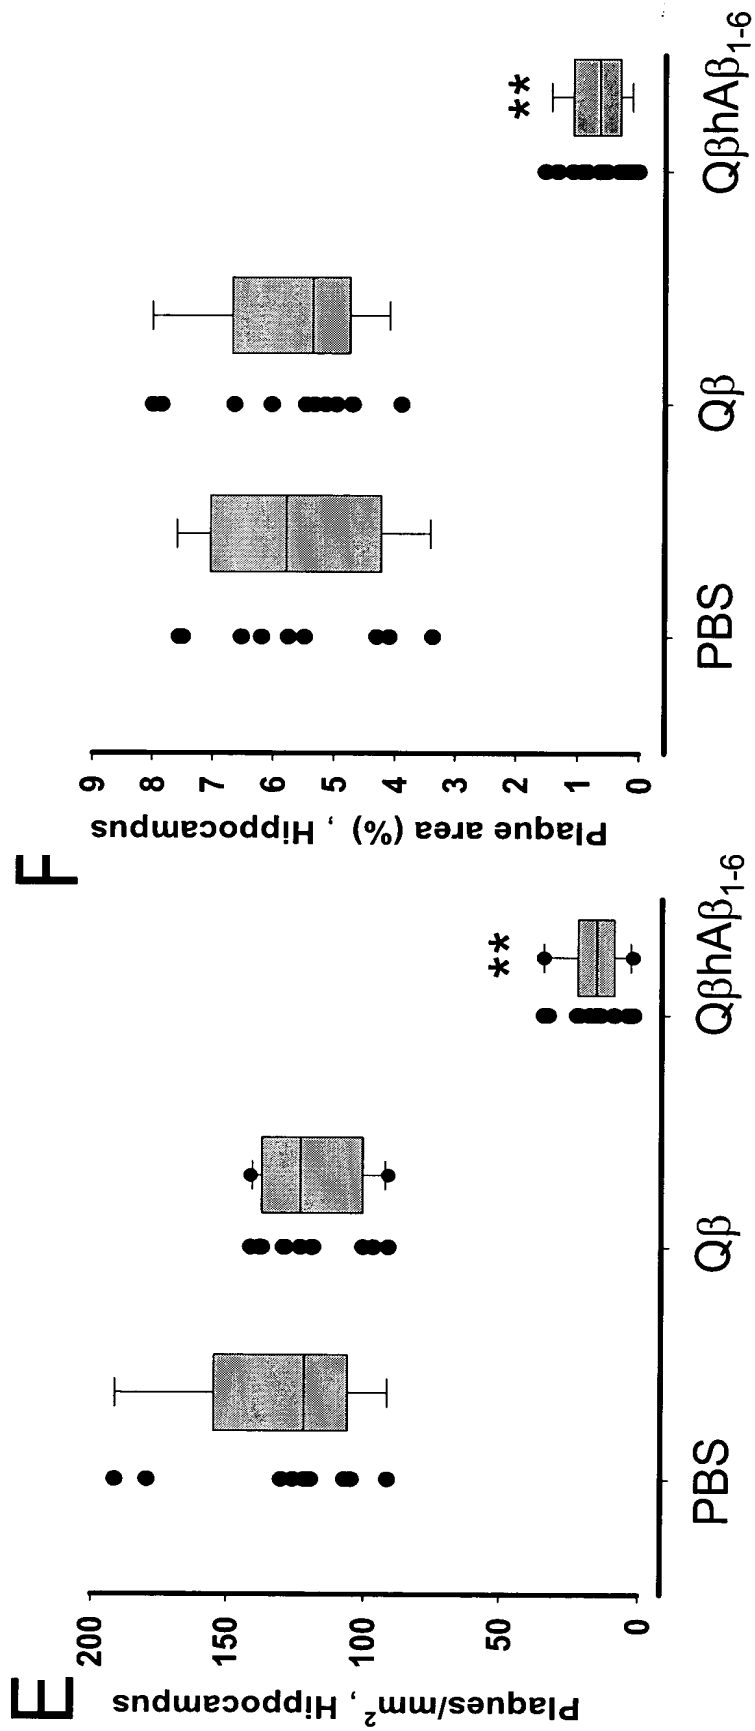 E
Plaques/mm², Hippocampus
200
150
100
50
0
**
PBS
Qβ
QβhAβ1-6
F
Plaque area (%) , Hippocampus
9
8
7
6
5
4
3
2
1
0
**
PBS
Qβ
QβhAβ1-6